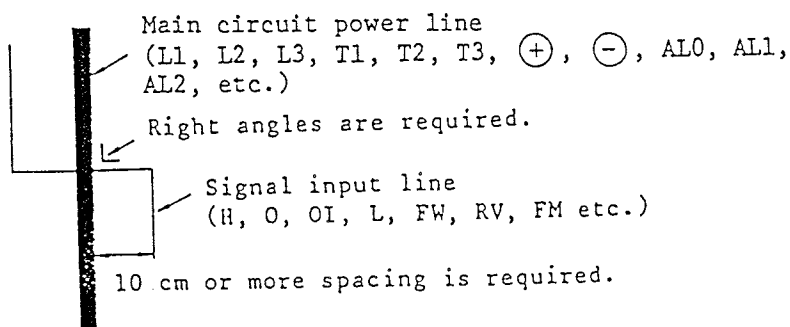 Main circuit power line
(L1, L2, L3, T1, T2, T3, ⊕, ⊖, AL0, AL1,
AL2, etc.)
Right angles are required.
Signal input line
(H, O, OI, L, FW, RV, FM etc.)
10 cm or more spacing is required.